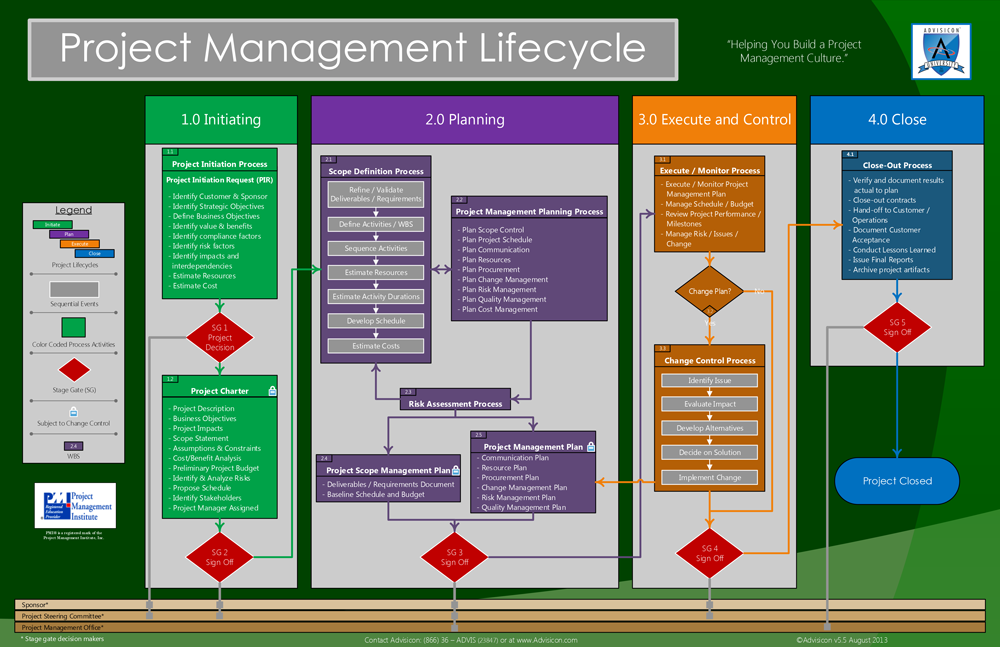 Project Management Lifecycle
"Helping You Build a Project
Management Culture."
ADVISICON
A
UNIVERSITY
Legend
Initiate
Plan
Execute
Close
Project Lifecycles
Sequential Events
Color Coded Process Activities
Stage Gate (SG)
Subject to Change Control
2.4
WBS
PMI
Registered
Education
Provider
Project
Management
Institute
PMI® is a registered mark of the
Project Management Institute, Inc.
1.0 Initiating
1.1
Project Initiation Process
Project Initiation Request (PIR)
- Identify Customer & Sponsor
- Identify Strategic Objectives
- Define Business Objectives
- Identify value & benefits
- Identify compliance factors
- Identify risk factors
- Identify impacts and
interdependencies
- Estimate Resources
- Estimate Cost
SG 1
Project
Decision
1.2
Project Charter
- Project Description
- Business Objectives
- Project Impacts
- Scope Statement
- Assumptions & Constraints
- Cost/Benefit Analysis
- Preliminary Project Budget
- Identify & Analyze Risks
- Propose Schedule
- Identify Stakeholders
- Project Manager Assigned
SG 2
Sign Off
2.0 Planning
2.1
Scope Definition Process
Refine / Validate
Deliverables / Requirements
Define Activities / WBS
Sequence Activities
Estimate Resources
Estimate Activity Durations
Develop Schedule
Estimate Costs
2.2
Project Management Planning Process
- Plan Scope Control
- Plan Project Schedule
- Plan Communication
- Plan Resources
- Plan Procurement
- Plan Change Management
- Plan Risk Management
- Plan Quality Management
- Plan Cost Management
2.3
Risk Assessment Process
2.4
Project Scope Management Plan
- Deliverables / Requirements Document
- Baseline Schedule and Budget
2.5
Project Management Plan
- Communication Plan
- Resource Plan
- Procurement Plan
- Change Management Plan
- Risk Management Plan
- Quality Management Plan
SG 3
Sign Off
3.0 Execute and Control
3.1
Execute / Monitor Process
- Execute / Monitor Project
Management Plan
- Manage Schedule / Budget
- Review Project Performance /
Milestones
- Manage Risk / Issues /
Change
Change Plan?
No
3.2
Yes
3.3
Change Control Process
Identify Issue
Evaluate Impact
Develop Alternatives
Decide on Solution
Implement Change
SG 4
Sign Off
4.0 Close
4.1
Close-Out Process
- Verify and document results
actual to plan
- Close-out contracts
- Hand-off to Customer /
Operations
- Document Customer
Acceptance
- Conduct Lessons Learned
- Issue Final Reports
- Archive project artifacts
SG 5
Sign Off
Project Closed
Sponsor*
Project Steering Committee*
Project Management Office*
* Stage gate decision makers
Contact Advisicon: (866) 36 – ADVIS (23847) or at www.Advisicon.com
©Advisicon v5.5 August 2013